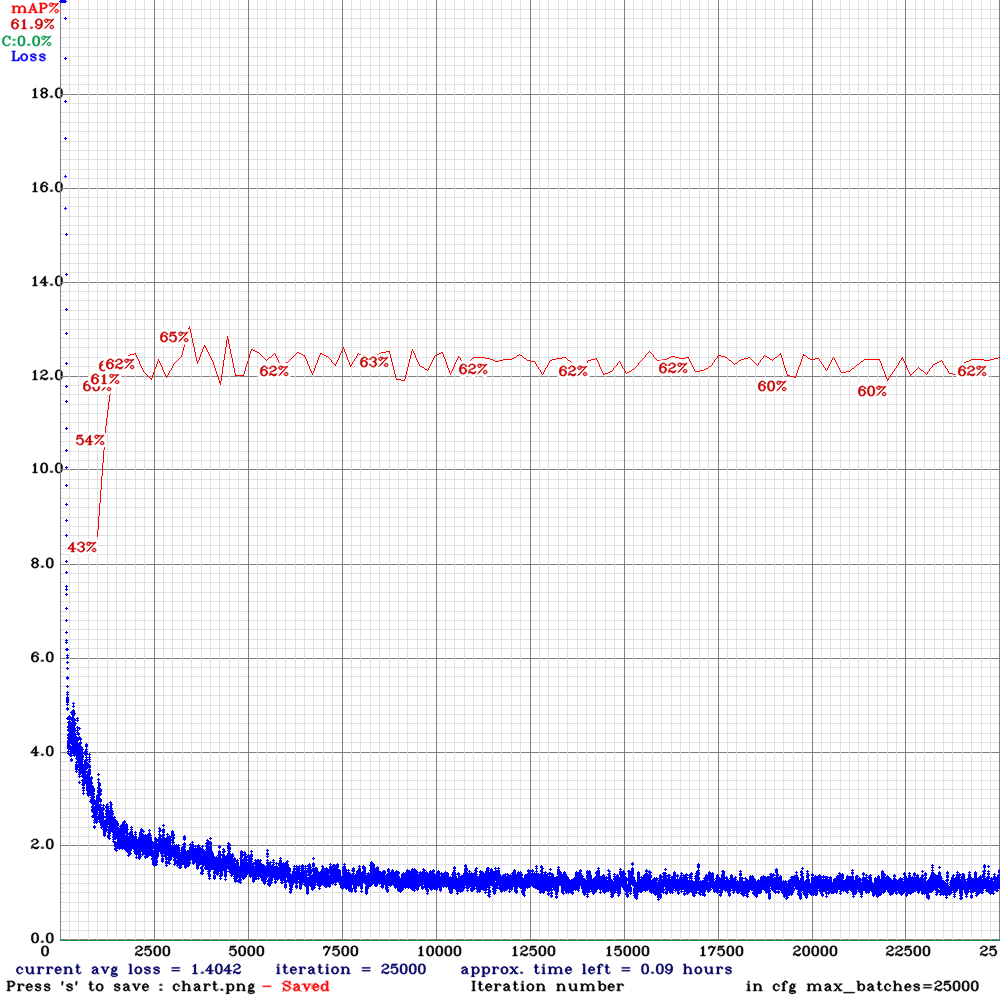 mAP%
61.9%
C:0.0%
Loss
18.0
16.0
14.0
65%
62% 62% 63% 62% 62% 62% 62%
12.0
61%
60% 60%
54%
10.0
43%
8.0
6.0
4.0
2.0
0.0
0 2500 5000 7500 10000 12500 15000 17500 20000 22500 25
current avg loss = 1.4042 iteration = 25000 approx. time left = 0.09 hours
Press 's' to save : chart.png - Saved Iteration number in cfg max_batches=25000